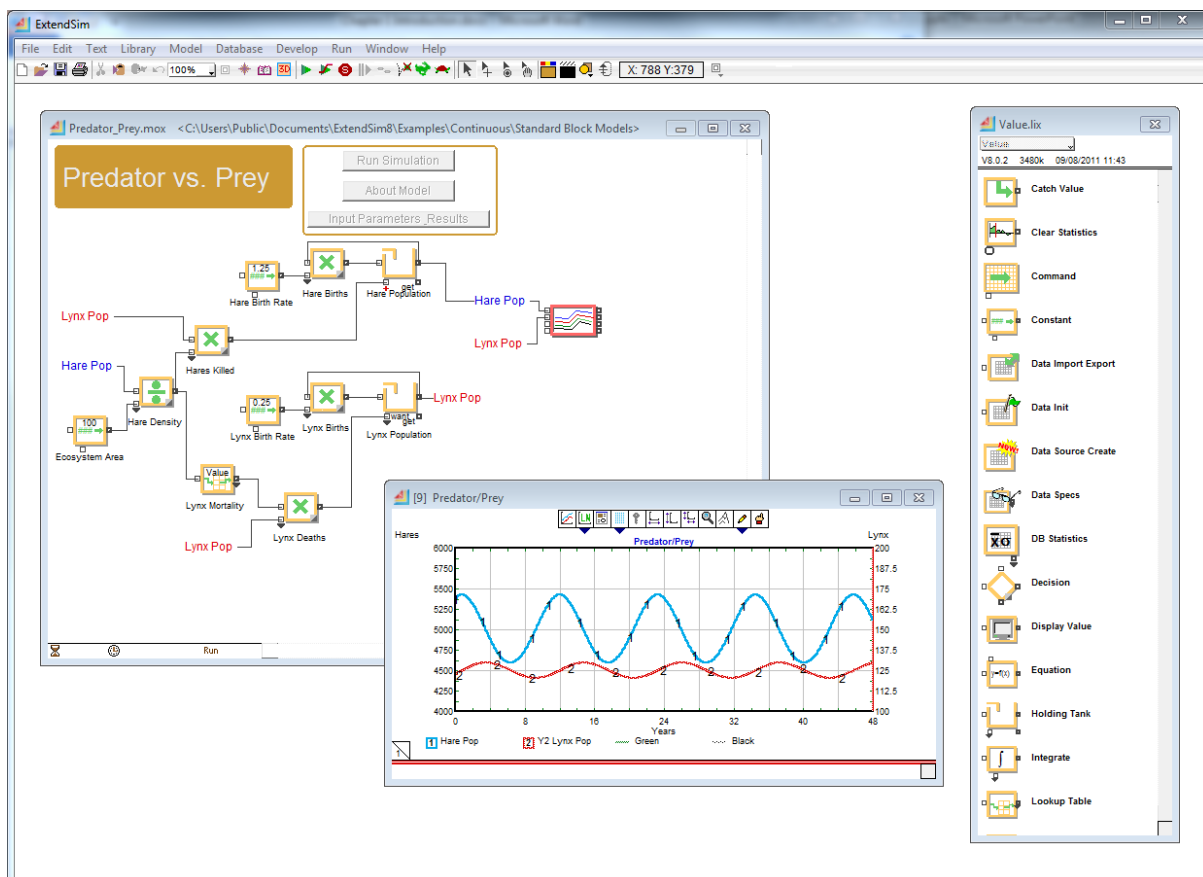 ExtendSim
File Edit Text Library Model Database Develop Run Window Help
100% 3D X: 788 Y:379
Predator_Prey.mox <C:\Users\Public\Documents\ExtendSim8\Examples\Continuous\Standard Block Models>
Predator vs. Prey
Run Simulation
About Model
Input Parameters_Results
1.25
Hare Birth Rate
Hare Births
get
Hare Population
Hare Pop
Lynx Pop
Lynx Pop
Hares Killed
Hare Pop
Hare Density
100
Ecosystem Area
0.25
Lynx Birth Rate
Lynx Births
want
get
Lynx Population
Lynx Pop
Value
Lynx Mortality
Lynx Deaths
Lynx Pop
Run
[9] Predator/Prey
LN
Hares
Predator/Prey
Lynx
6000
5750
5500
5250
5000
4750
4500
4250
4000
200
187.5
175
162.5
150
137.5
125
112.5
100
0 8 16 24 32 40 48
Years
1 Hare Pop 2 Y2 Lynx Pop Green Black
1
Value.lix
Value
V8.0.2 3480k 09/08/2011 11:43
Catch Value
Clear Statistics
Command
Constant
Data Import Export
Data Init
NOW!
Data Source Create
Data Specs
DB Statistics
Decision
Display Value
y=f(x)
Equation
Holding Tank
Integrate
Lookup Table